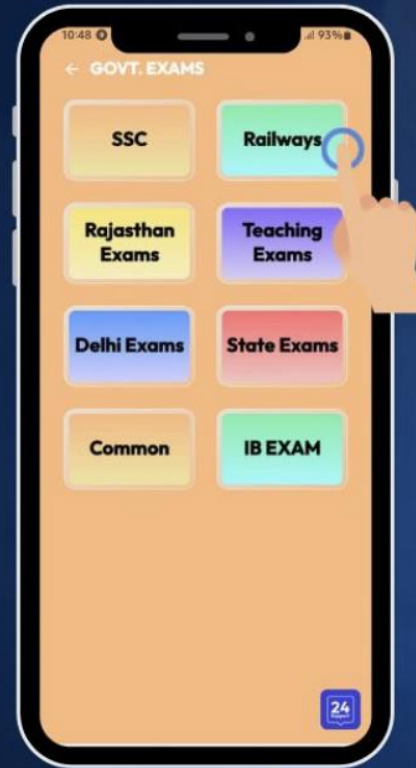 10:48
93%
← GOVT. EXAMS
SSC
Railways
Rajasthan
Exams
Teaching
Exams
Delhi Exams
State Exams
Common
IB EXAM
24
Support